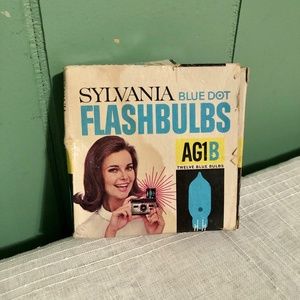 SYLVANIA BLUE DOT
FLASHBULBS
AG1B
TWELVE BLUE BULBS